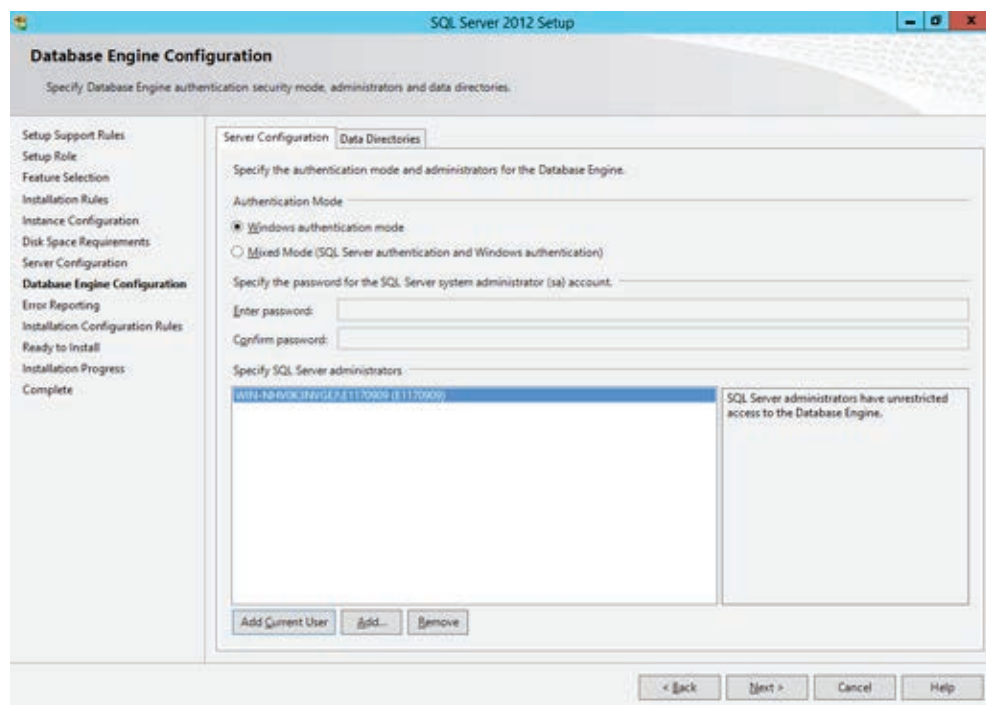 SQL Server 2012 Setup
Database Engine Configuration
Specify Database Engine authentication security mode, administrators and data directories.
Setup Support Rules
Setup Role
Feature Selection
Installation Rules
Instance Configuration
Disk Space Requirements
Server Configuration
Database Engine Configuration
Error Reporting
Installation Configuration Rules
Ready to Install
Installation Progress
Complete
Server Configuration
Data Directories
Specify the authentication mode and administrators for the Database Engine.
Authentication Mode
Windows authentication mode
Mixed Mode (SQL Server authentication and Windows authentication)
Specify the password for the SQL Server system administrator (sa) account.
Enter password:
Confirm password:
Specify SQL Server administrators
(E1170909)
SQL Server administrators have unrestricted
access to the Database Engine.
Add Current User
Add...
Remove
< Back
Next >
Cancel
Help